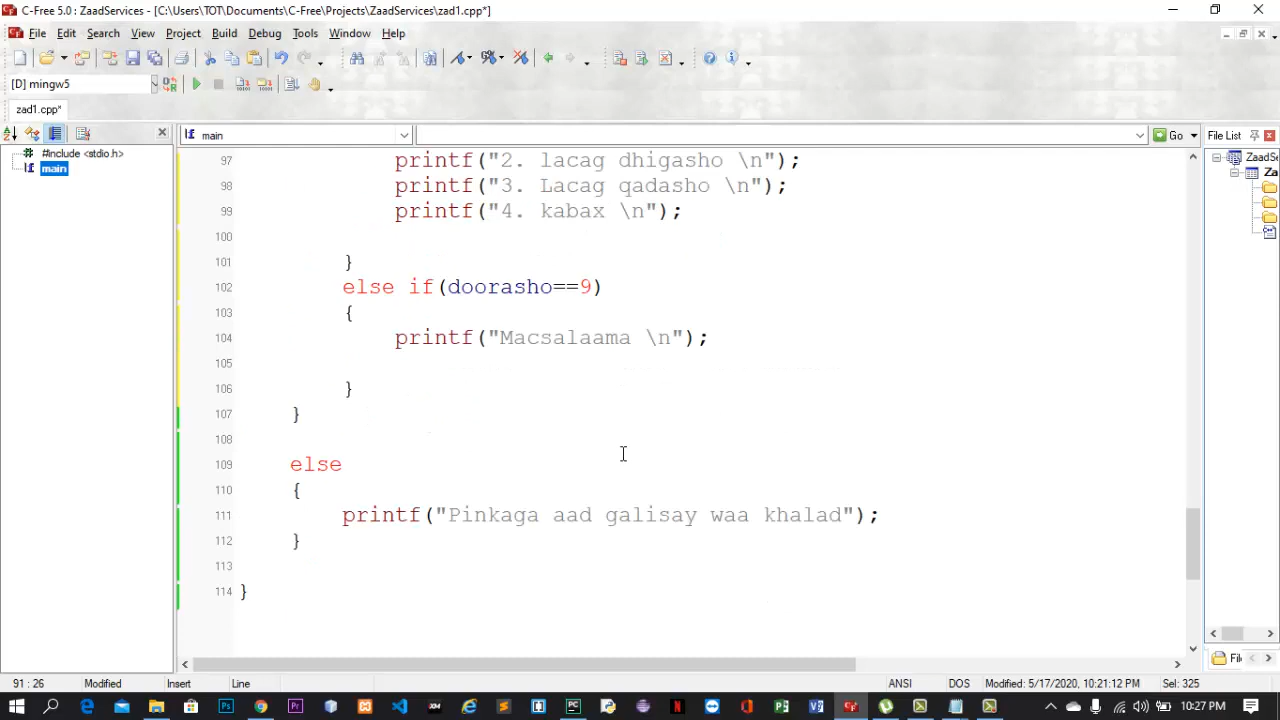 C-Free 5.0 : ZaadServices - [C:\Users\TOT\Documents\C-Free\Projects\ZaadServices\zad1.cpp*]
File Edit Search View Project Build Debug Tools Window Help
[D] mingw5
zad1.cpp*
main
Go
File List
#include <stdio.h>
main
ZaadSe
Za
97 printf("2. lacag dhigasho \n");
98 printf("3. Lacag qadasho \n");
99 printf("4. kabax \n");
100
101 }
102 else if(doorasho==9)
103 {
104 printf("Macsalaama \n");
105
106 }
107 }
108
109 else
110 {
111 printf("Pinkaga aad galisay waa khalad");
112 }
113
114 }
File
91 : 26 Modified Insert Line ANSI DOS Modified: 5/17/2020, 10:21:12 PM Sel: 325
10:27 PM